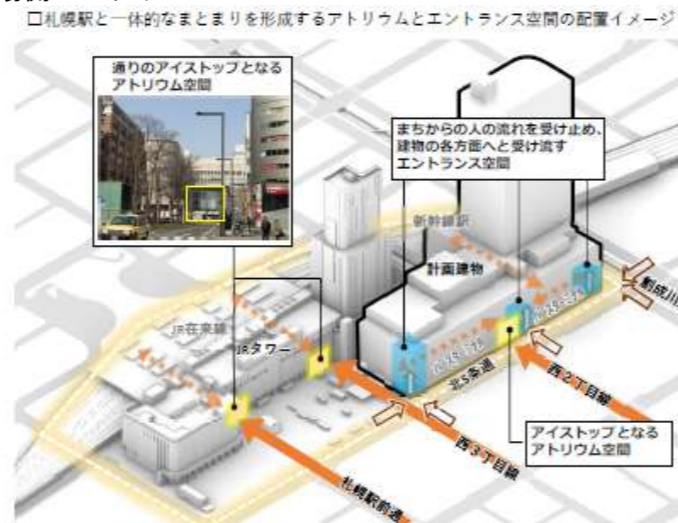 □札幌駅と一体的なまとまりを形成するアトリウムとエントランス空間の配置イメージ
通りのアイストップとなる
アトリウム空間
まちからの人の流れを受け止め、
建物の各方面へと受け流す
エントランス空間
新幹線駅
計画建物
JR在来線
JRタワー
北5条通
西2丁目線
西3丁目線
札幌駅前通
アイストップとなる
アトリウム空間